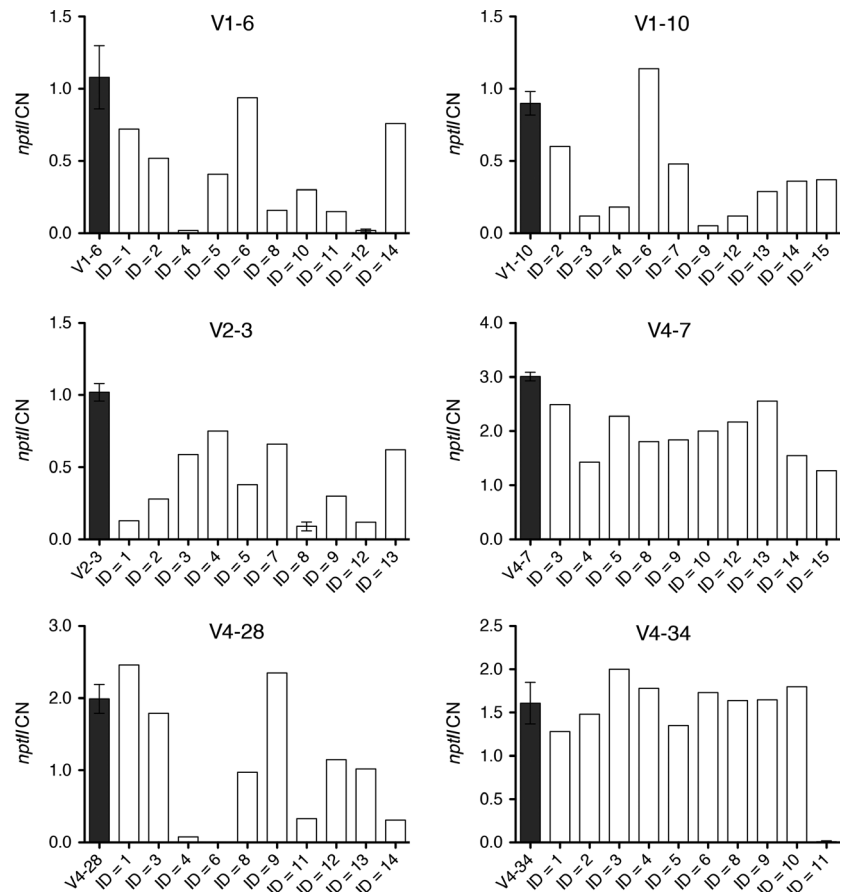 V1-6
nptII CN
1.5
1.0
0.5
0.0
V1-6 ID = 1 ID = 2 ID = 4 ID = 5 ID = 6 ID = 8 ID = 10 ID = 11 ID = 12 ID = 14
V1-10
nptII CN
1.5
1.0
0.5
0.0
V1-10 ID = 2 ID = 3 ID = 4 ID = 6 ID = 7 ID = 9 ID = 12 ID = 13 ID = 14 ID = 15
V2-3
nptII CN
1.5
1.0
0.5
0.0
V2-3 ID = 1 ID = 2 ID = 3 ID = 4 ID = 5 ID = 7 ID = 8 ID = 9 ID = 12 ID = 13
V4-7
nptII CN
4.0
3.0
2.0
1.0
0.0
V4-7 ID = 3 ID = 4 ID = 5 ID = 8 ID = 9 ID = 10 ID = 12 ID = 13 ID = 14 ID = 15
V4-28
nptII CN
3.0
2.0
1.0
0.0
V4-28 ID = 1 ID = 3 ID = 4 ID = 6 ID = 8 ID = 9 ID = 11 ID = 12 ID = 13 ID = 14
V4-34
nptII CN
2.5
2.0
1.5
1.0
0.5
0.0
V4-34 ID = 1 ID = 2 ID = 3 ID = 4 ID = 5 ID = 6 ID = 8 ID = 9 ID = 10 ID = 11